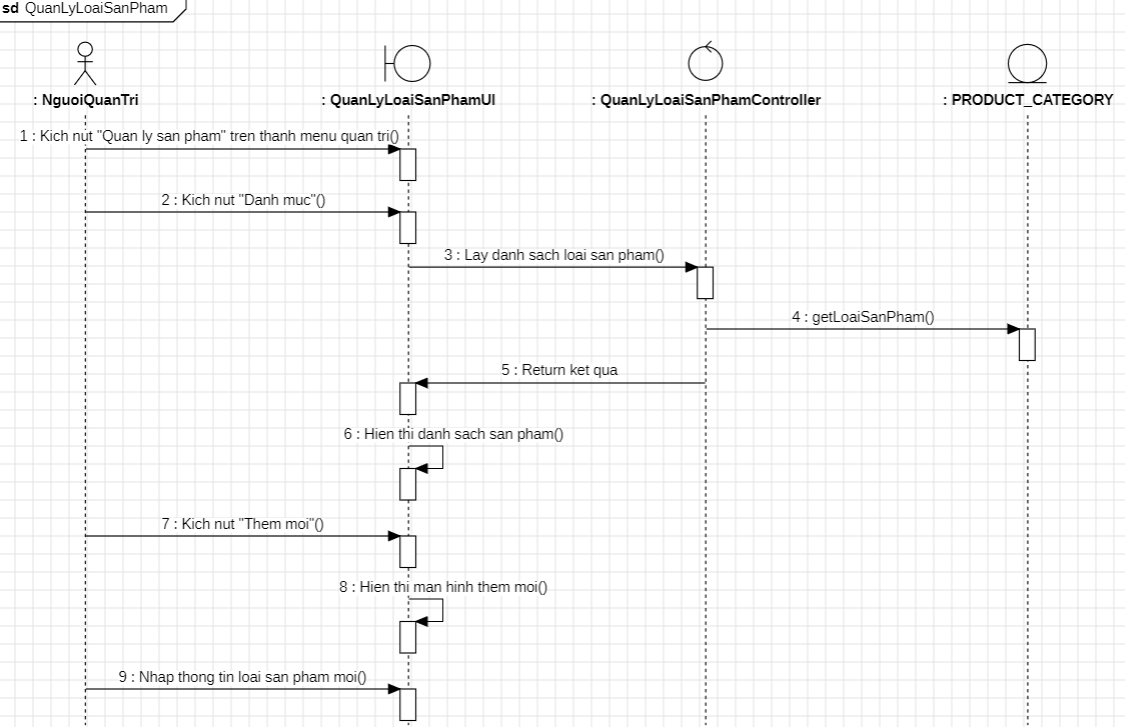 sd QuanLyLoaiSanPham
: NguoiQuanTri
: QuanLyLoaiSanPhamUI
: QuanLyLoaiSanPhamController
: PRODUCT_CATEGORY
1 : Kich nut "Quan ly san pham" tren thanh menu quan tri()
2 : Kich nut "Danh muc"()
3 : Lay danh sach loai san pham()
4 : getLoaiSanPham()
5 : Return ket qua
6 : Hien thi danh sach san pham()
7 : Kich nut "Them moi"()
8 : Hien thi man hinh them moi()
9 : Nhap thong tin loai san pham moi()